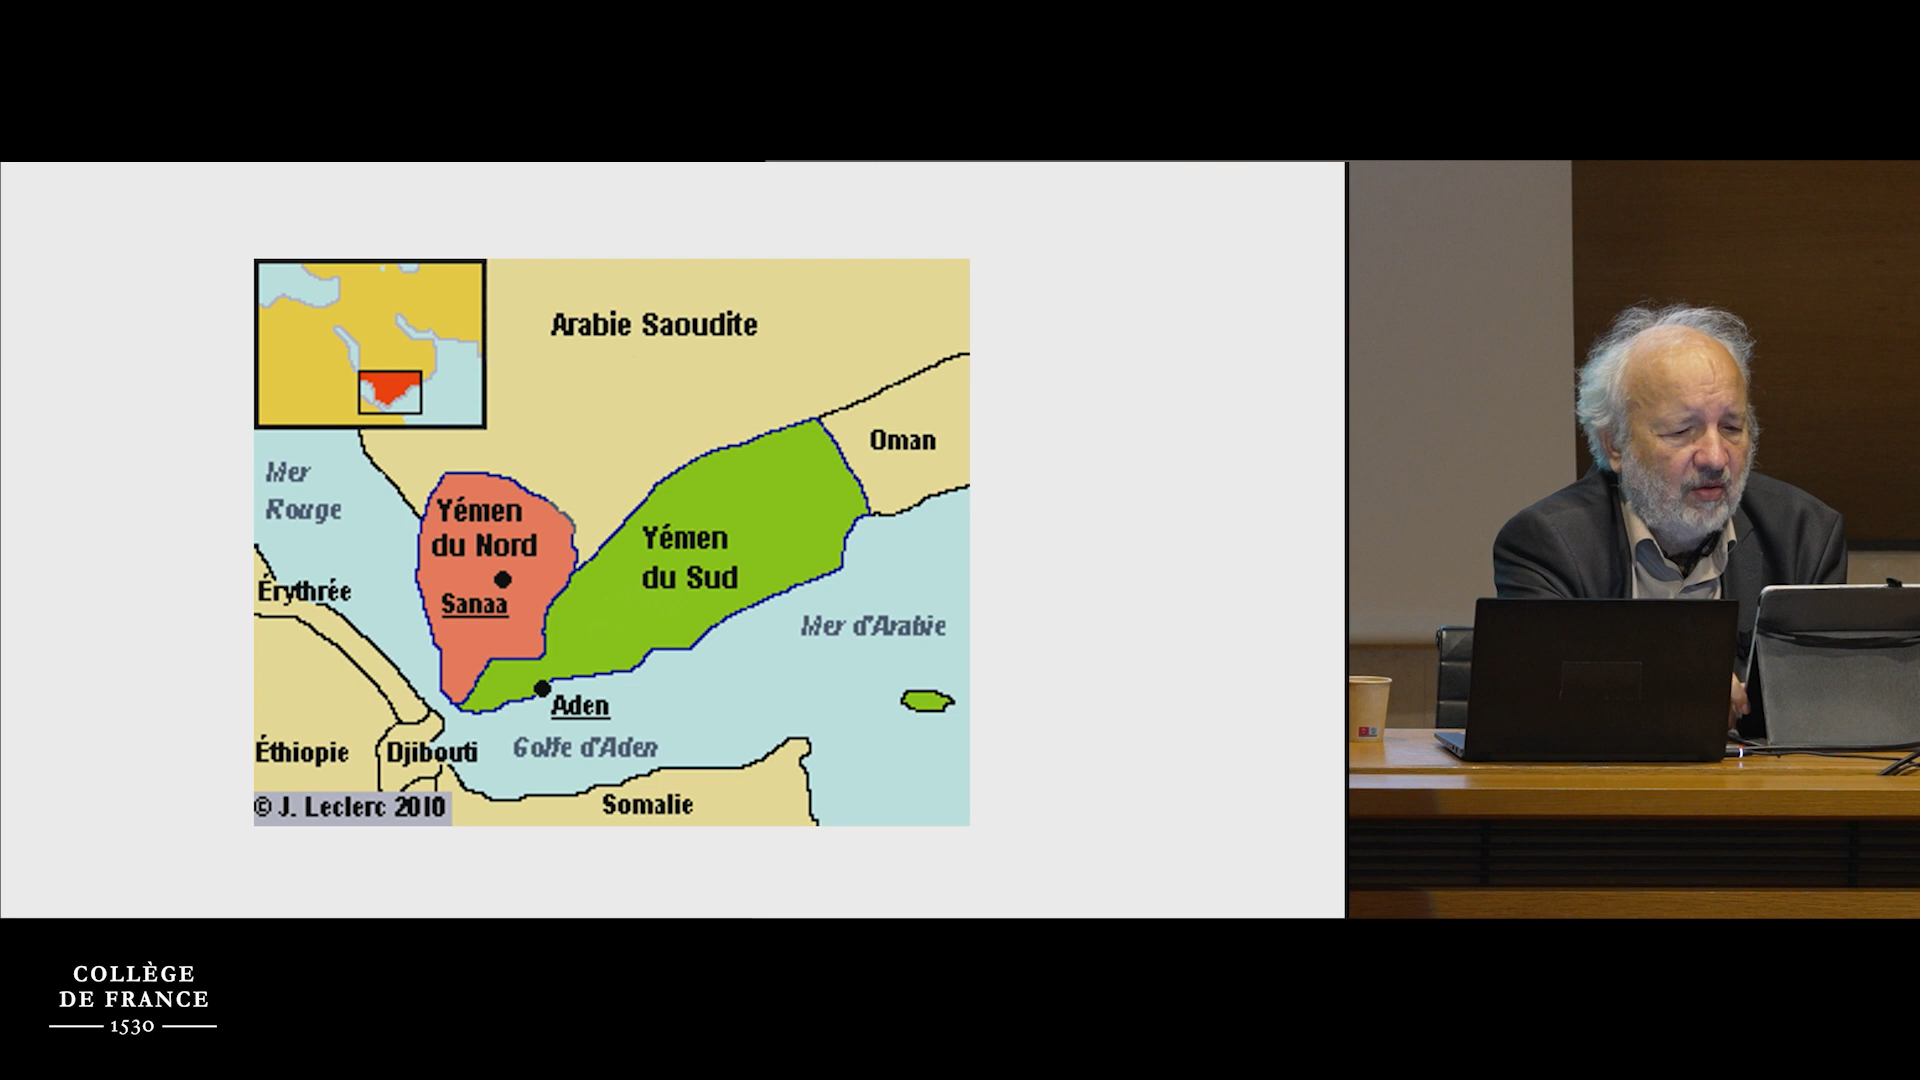 Arabie Saoudite
Oman
Mer
Rouge
Yémen
du Nord
Sanaa
Yémen
du Sud
Érythrée
Mer d'Arabie
Aden
Golfe d'Aden
Éthiopie
Djibouti
Somalie
© J. Leclerc 2010
COLLÈGE
DE FRANCE
1530